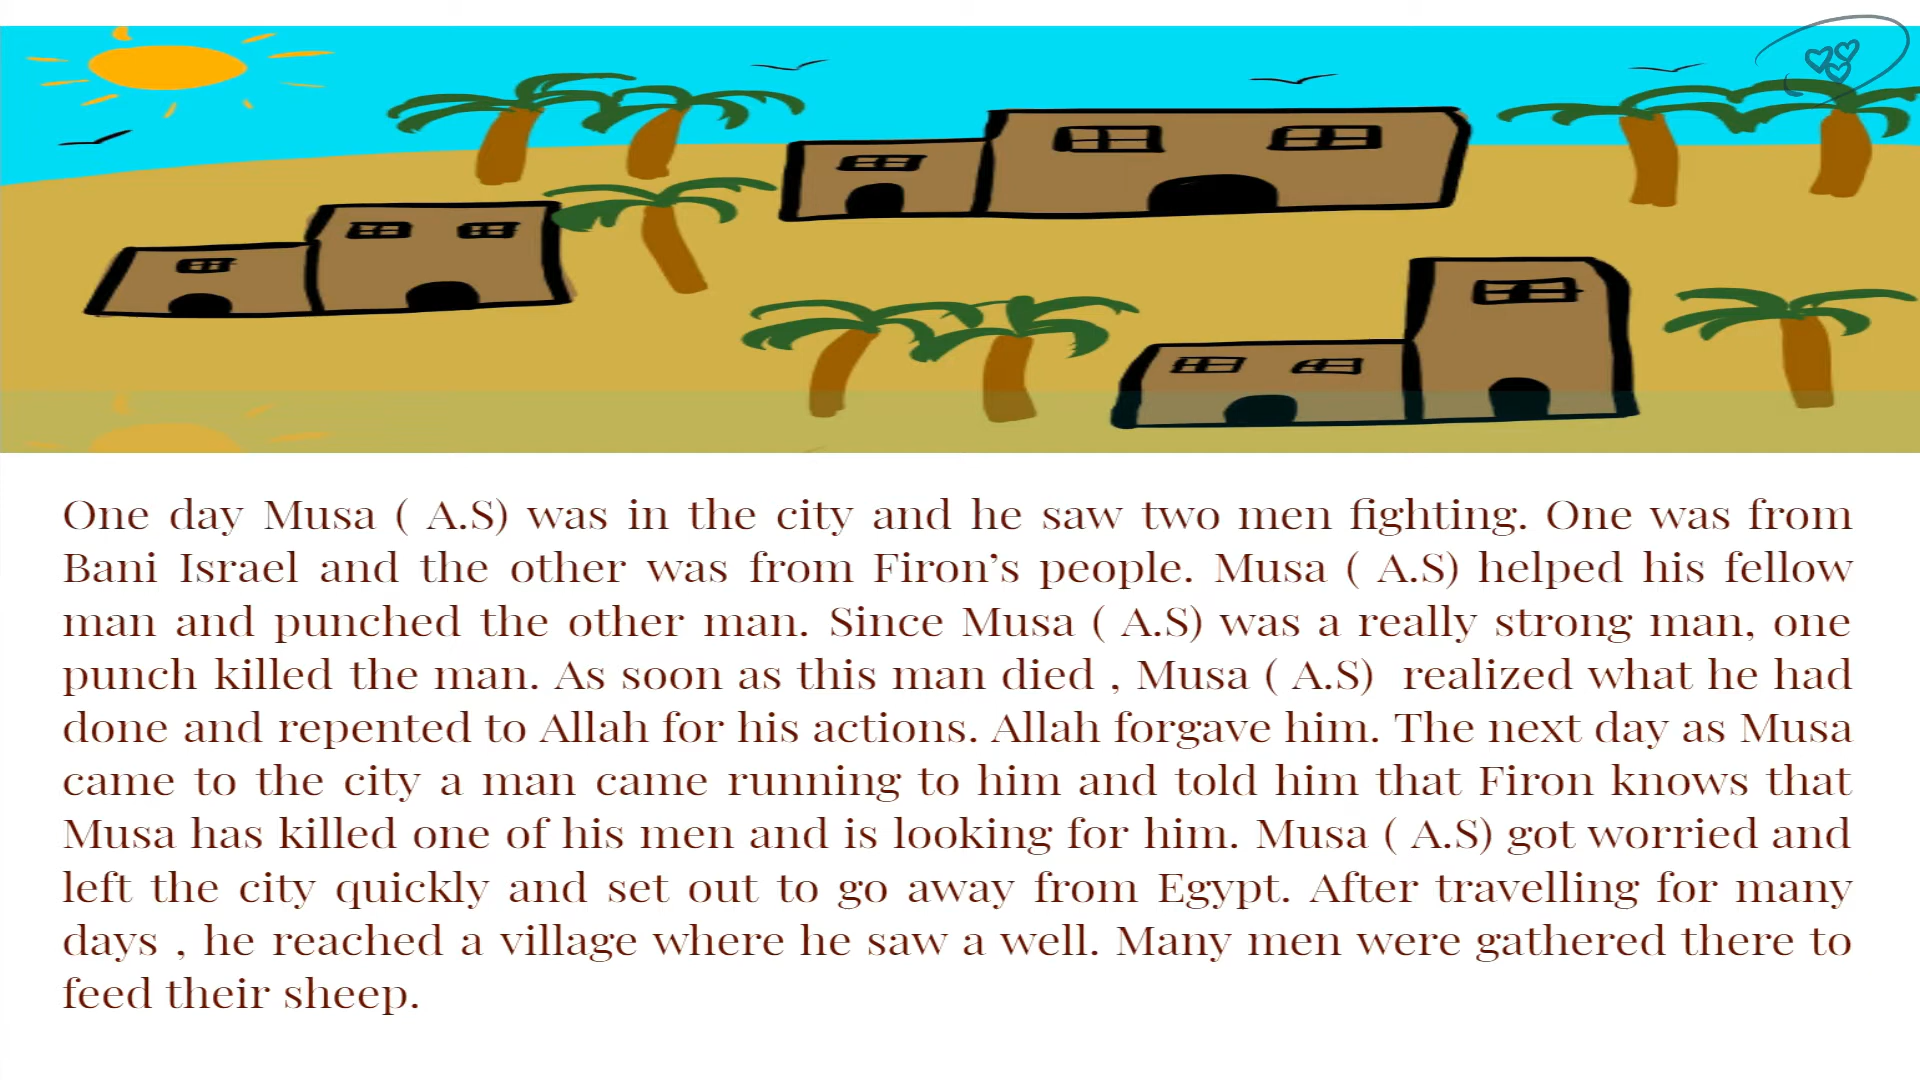 One day Musa ( A.S) was in the city and he saw two men fighting. One was from
Bani Israel and the other was from Firon’s people. Musa ( A.S) helped his fellow
man and punched the other man. Since Musa ( A.S) was a really strong man, one
punch killed the man. As soon as this man died , Musa ( A.S)  realized what he had
done and repented to Allah for his actions. Allah forgave him. The next day as Musa
came to the city a man came running to him and told him that Firon knows that
Musa has killed one of his men and is looking for him. Musa ( A.S) got worried and
left the city quickly and set out to go away from Egypt. After travelling for many
days , he reached a village where he saw a well. Many men were gathered there to
feed their sheep.